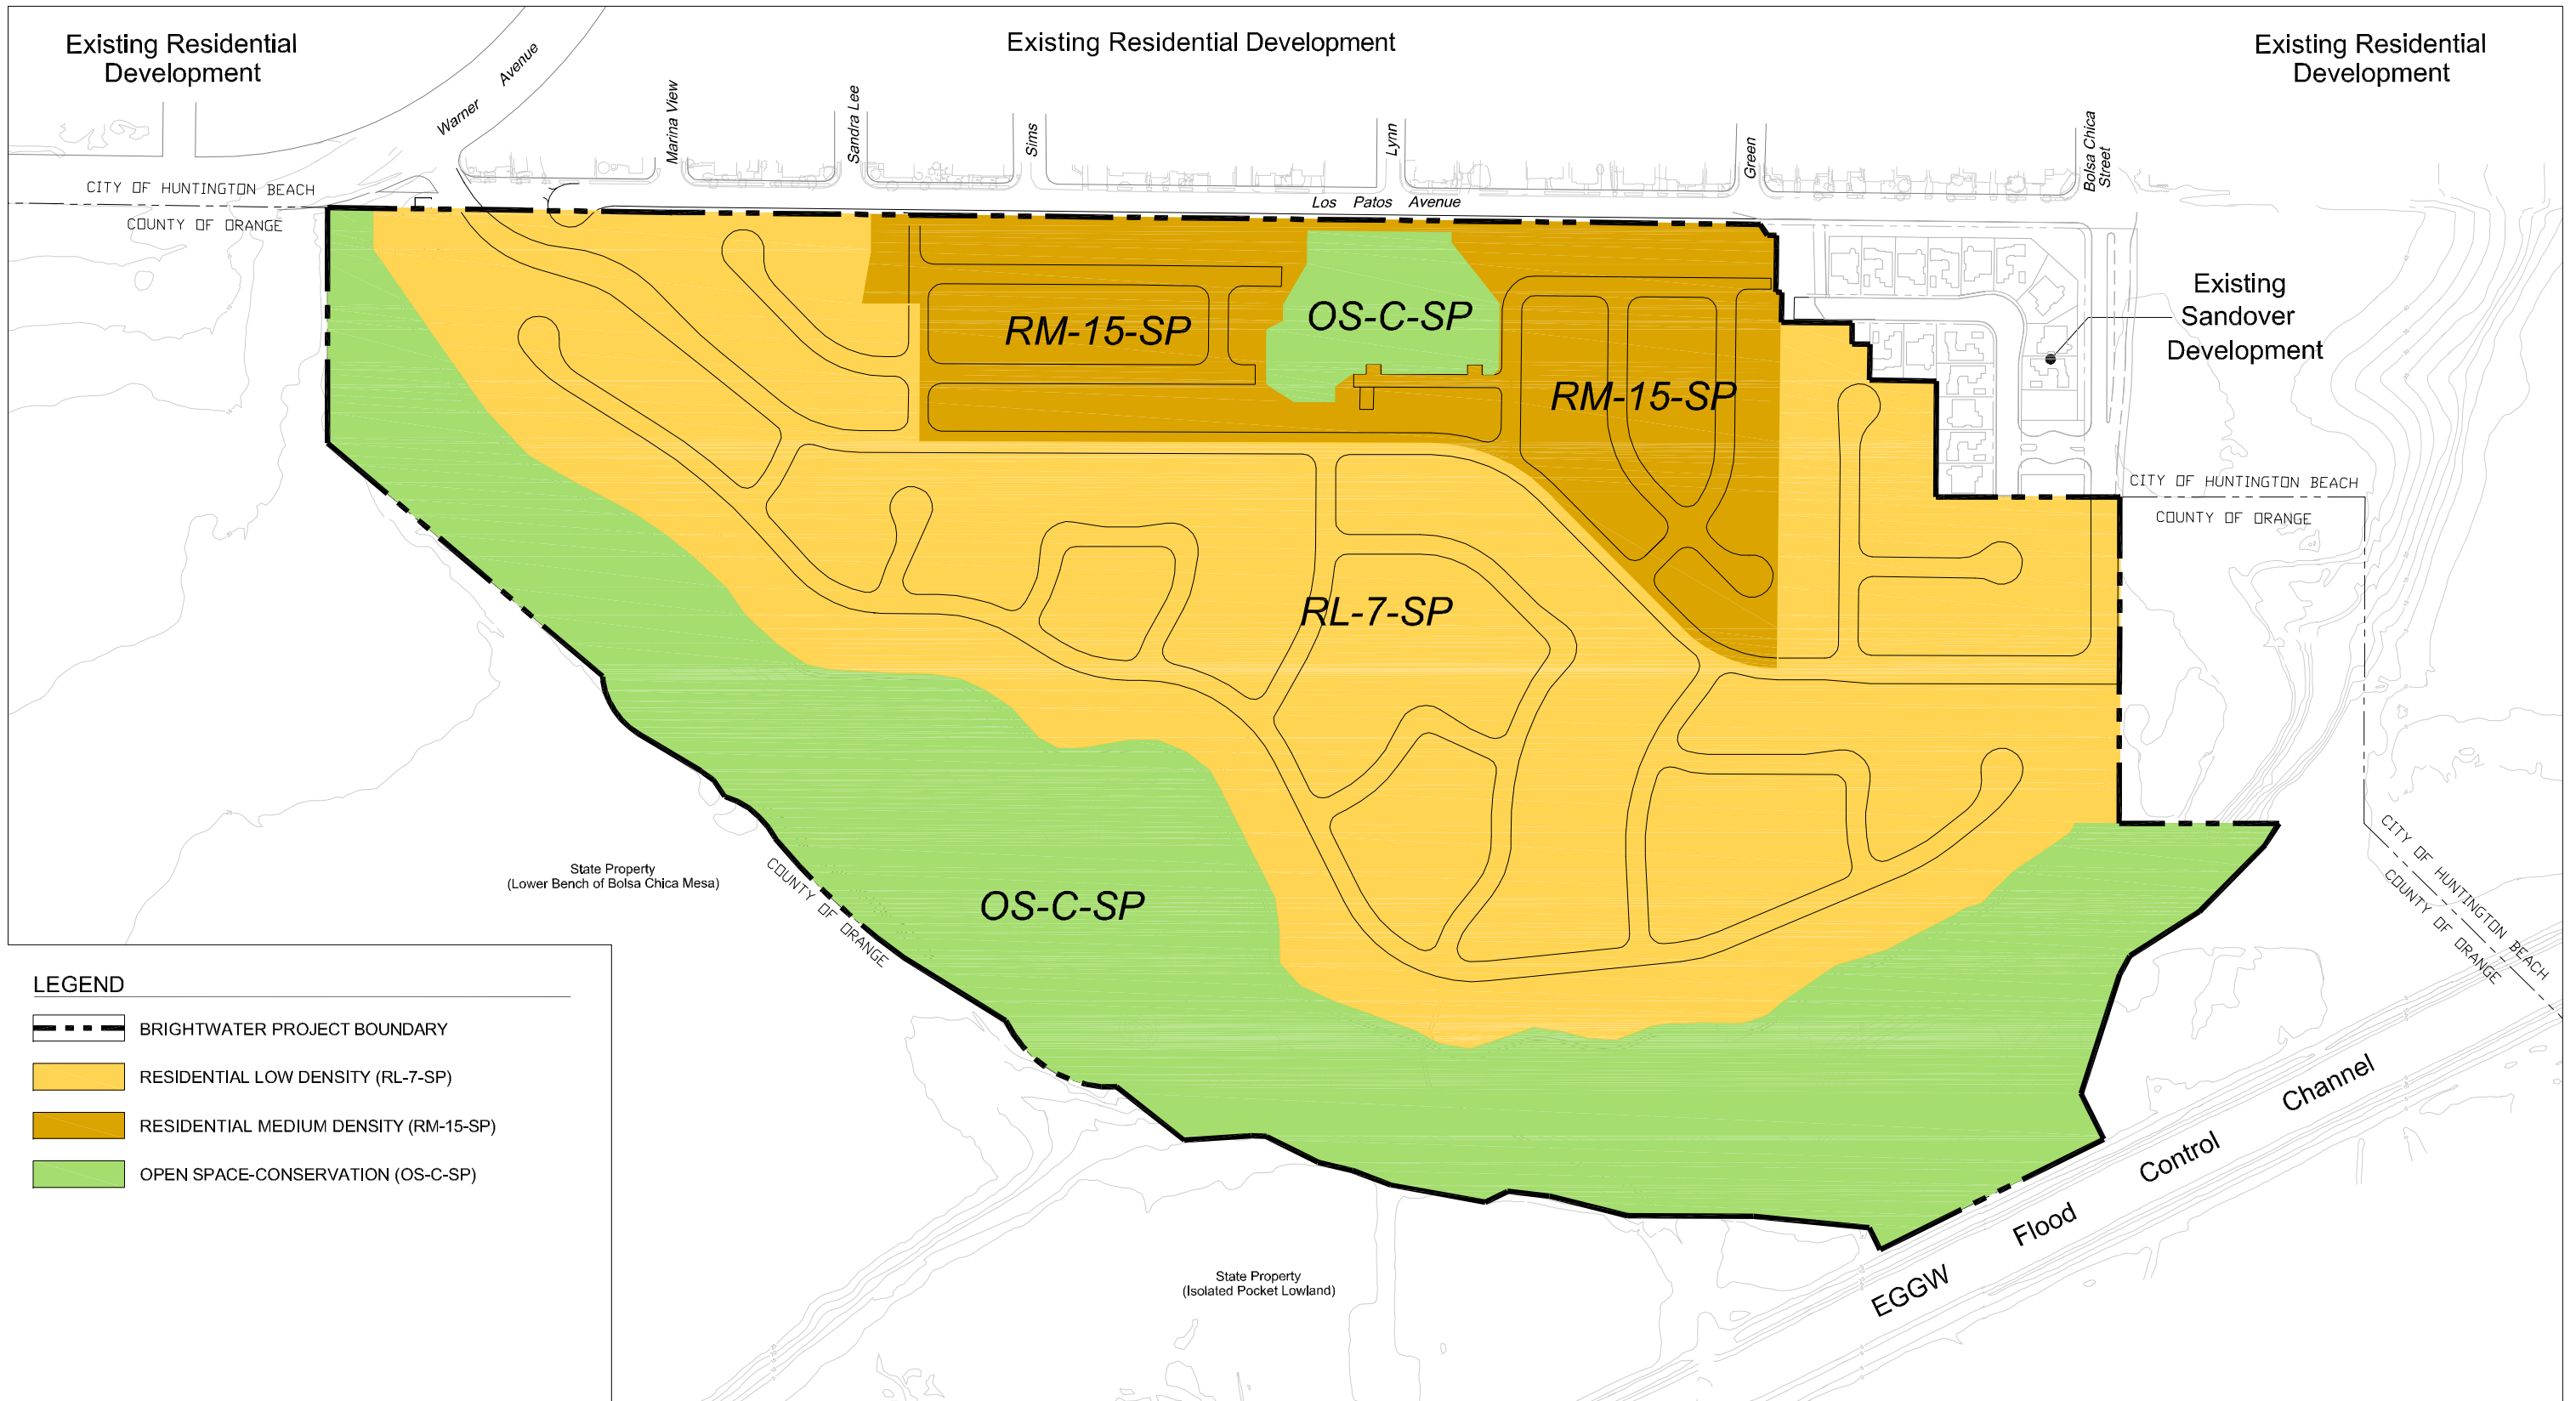 Existing Residential
Development
Existing Residential Development
Existing Residential
Development
Warner Avenue
Marina View
Sandra Lee
Sims
Lynn
Green
Bolsa Chica
Street
CITY OF HUNTINGTON BEACH
COUNTY OF ORANGE
Los Patos Avenue
Existing
Sandover
Development
OS-C-SP
RM-15-SP
RM-15-SP
CITY OF HUNTINGTON BEACH
COUNTY OF ORANGE
RL-7-SP
CITY OF HUNTINGTON BEACH
COUNTY OF ORANGE
State Property
(Lower Bench of Bolsa Chica Mesa)
COUNTY OF ORANGE
OS-C-SP
LEGEND
BRIGHTWATER PROJECT BOUNDARY
RESIDENTIAL LOW DENSITY (RL-7-SP)
RESIDENTIAL MEDIUM DENSITY (RM-15-SP)
OPEN SPACE-CONSERVATION (OS-C-SP)
EGGW Flood Control Channel
State Property
(Isolated Pocket Lowland)